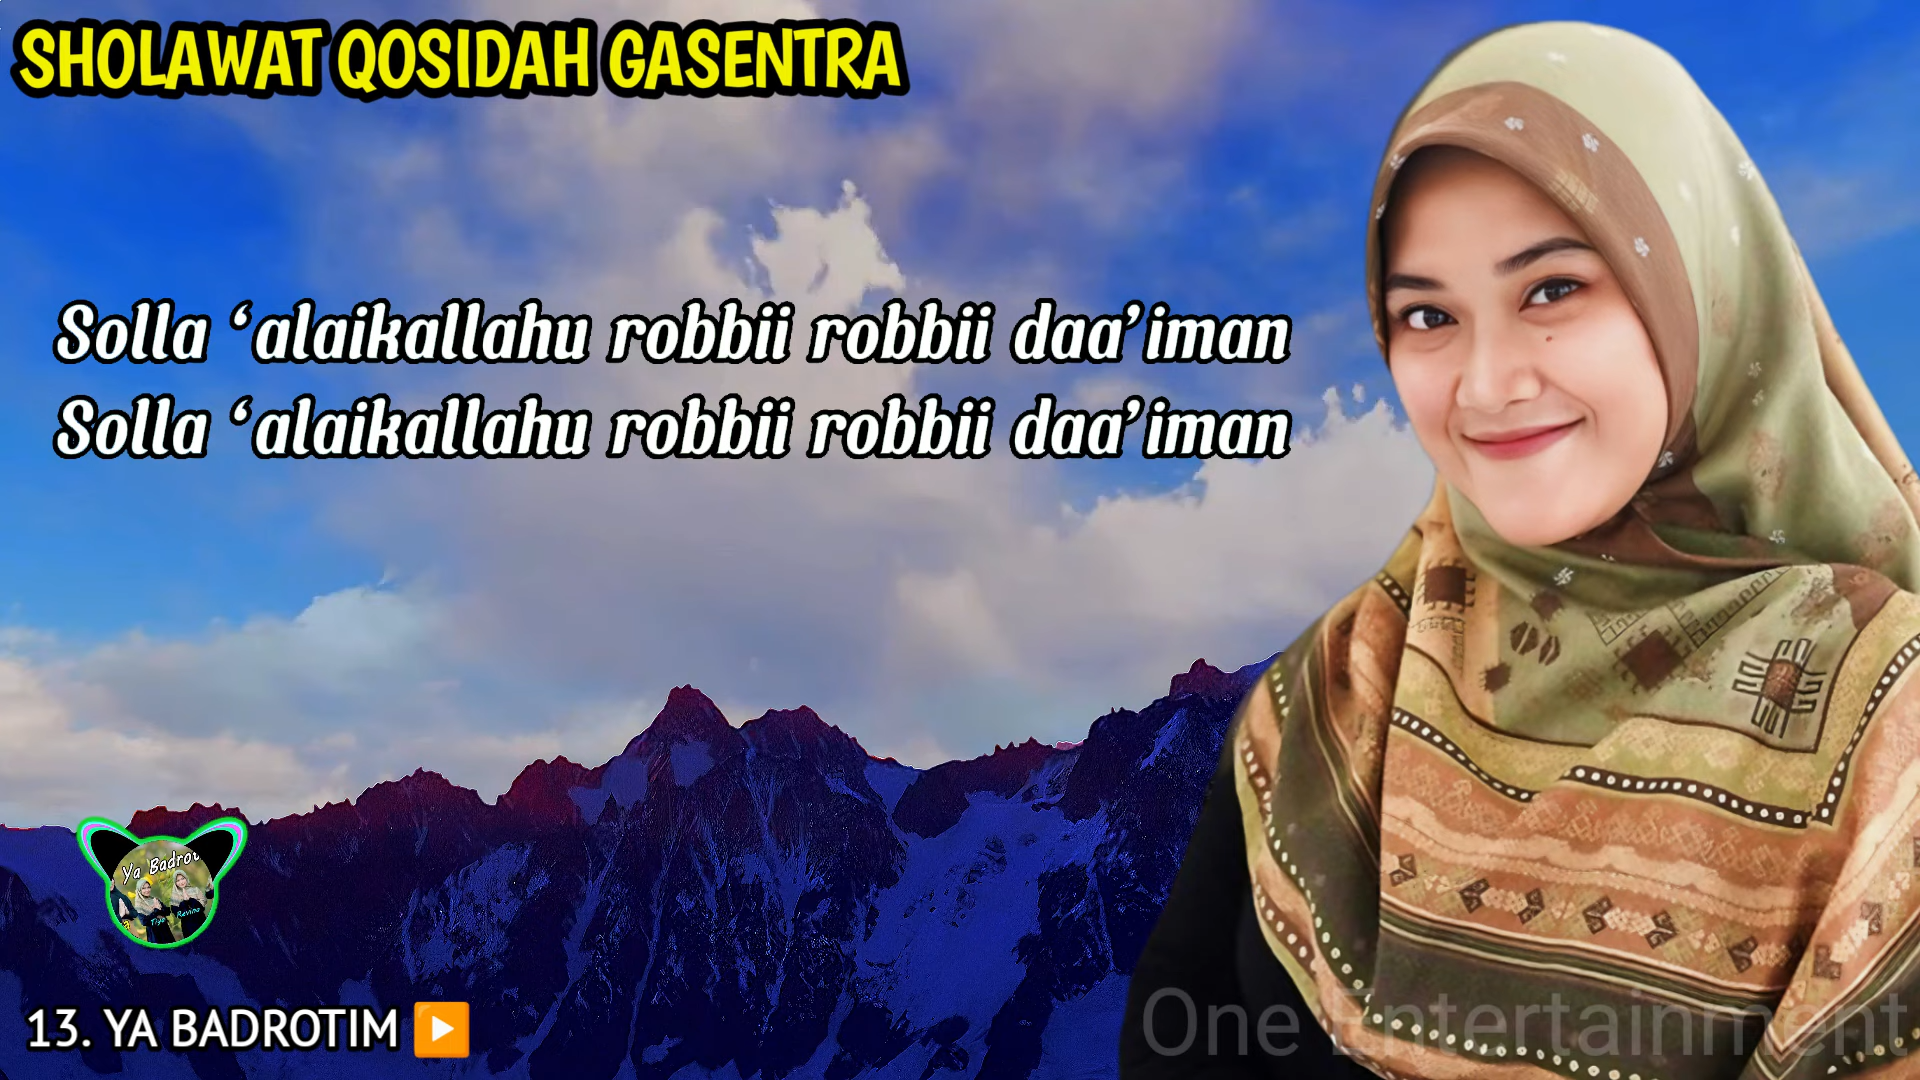 SHOLAWAT QOSIDAH GASENTRA
Solla ‘alaikallahu robbii robbii daa’iman
Solla ‘alaikallahu robbii robbii daa’iman
Ya Badrot
13. YA BADROTIM
One Entertainment